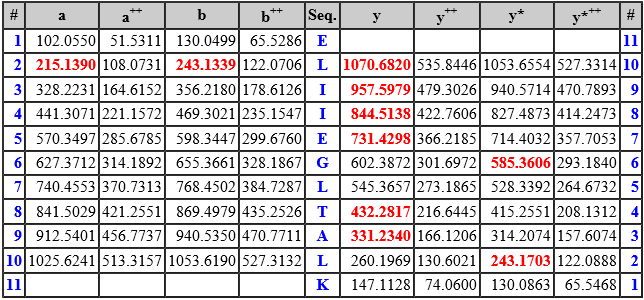 # a a++ b b++ Seq. y y++ y* y*++ #
1 102.0550 51.5311 130.0499 65.5286 E 11
2 215.1390 108.0731 243.1339 122.0706 L 1070.6820 535.8446 1053.6554 527.3314 10
3 328.2231 164.6152 356.2180 178.6126 I 957.5979 479.3026 940.5714 470.7893 9
4 441.3071 221.1572 469.3021 235.1547 I 844.5138 422.7606 827.4873 414.2473 8
5 570.3497 285.6785 598.3447 299.6760 E 731.4298 366.2185 714.4032 357.7053 7
6 627.3712 314.1892 655.3661 328.1867 G 602.3872 301.6972 585.3606 293.1840 6
7 740.4553 370.7313 768.4502 384.7287 L 545.3657 273.1865 528.3392 264.6732 5
8 841.5029 421.2551 869.4979 435.2526 T 432.2817 216.6445 415.2551 208.1312 4
9 912.5401 456.7737 940.5350 470.7711 A 331.2340 166.1206 314.2074 157.6074 3
10 1025.6241 513.3157 1053.6190 527.3132 L 260.1969 130.6021 243.1703 122.0888 2
11 K 147.1128 74.0600 130.0863 65.5468 1